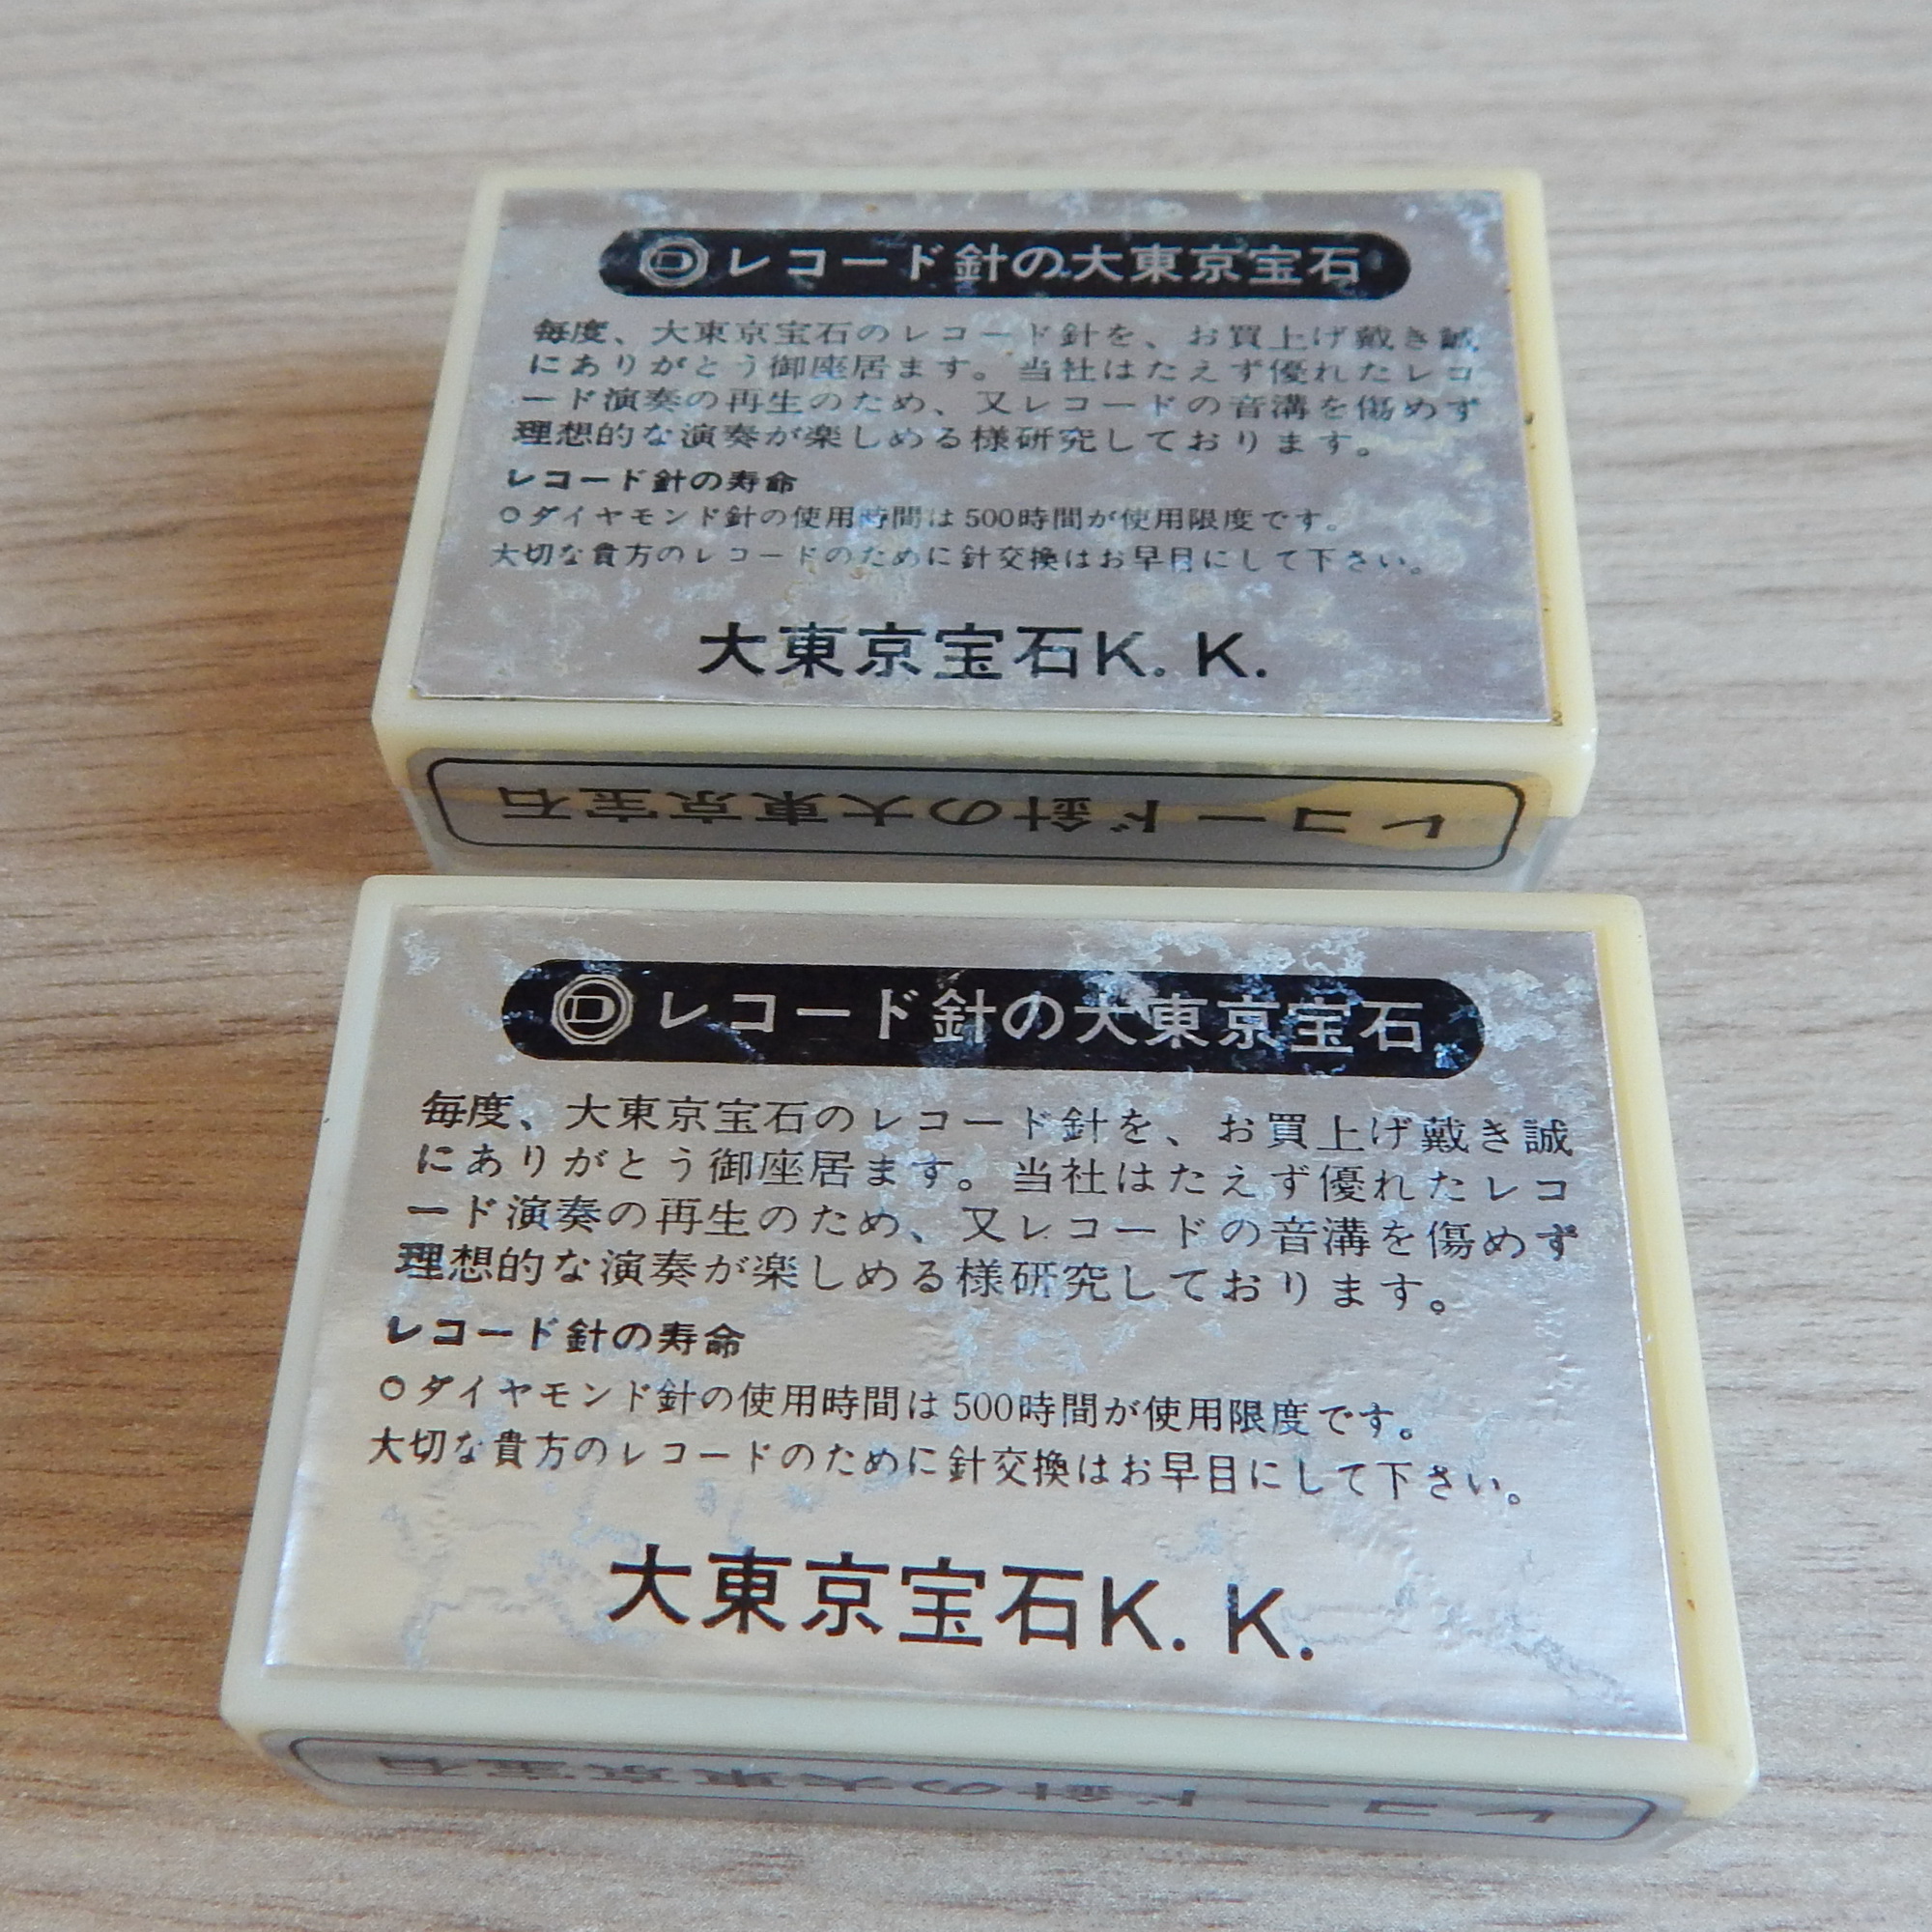 レコード針の大東京宝石
毎度、大東京宝石のレコード針を、お買上げ戴き誠
にありがとう御座居ます。当社はたえず優れたレコ
ード演奏の再生のため、又レコードの音溝を傷めず
理想的な演奏が楽しめる様研究しております。
レコード針の寿命
○ダイヤモンド針の使用時間は500時間が使用限度です。
大切な貴方のレコードのために針交換はお早目にして下さい。
大東京宝石K.K.
レコード針の大東京宝石
D レコード針の大東京宝石
毎度、大東京宝石のレコード針を、お買上げ戴き誠
にありがとう御座居ます。当社はたえず優れたレコ
ード演奏の再生のため、又レコードの音溝を傷めず
理想的な演奏が楽しめる様研究しております。
レコード針の寿命
○ダイヤモンド針の使用時間は500時間が使用限度です。
大切な貴方のレコードのために針交換はお早目にして下さい。
大東京宝石K.K.
レコード針の大東京宝石